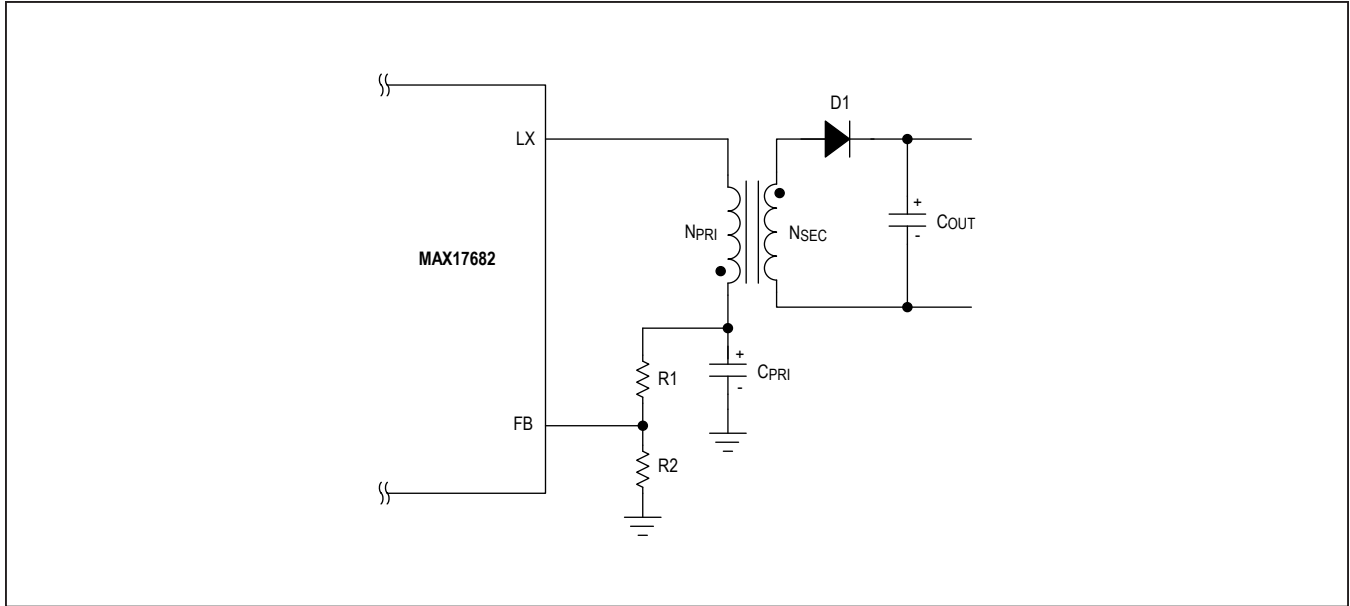 D1
LX
+
NPRI
NSEC
COUT
-
MAX17682
+
R1
CPRI
-
FB
R2